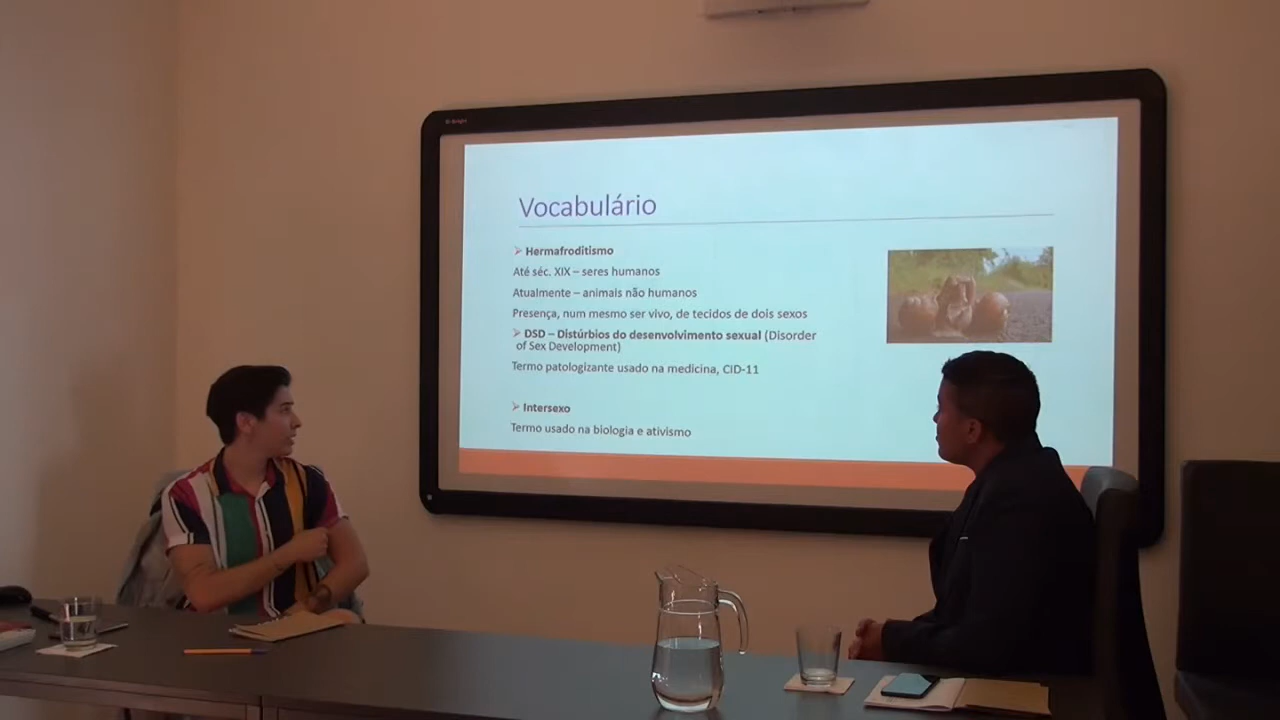 Vocabulário
Hermafroditismo
Até séc. XIX – seres humanos
Atualmente – animais não humanos
Presença, num mesmo ser vivo, de tecidos de dois sexos
DSD – Distúrbios do desenvolvimento sexual (Disorder
of Sex Development)
Termo patologizante usado na medicina, CID-11
Intersexo
Termo usado na biologia e ativismo